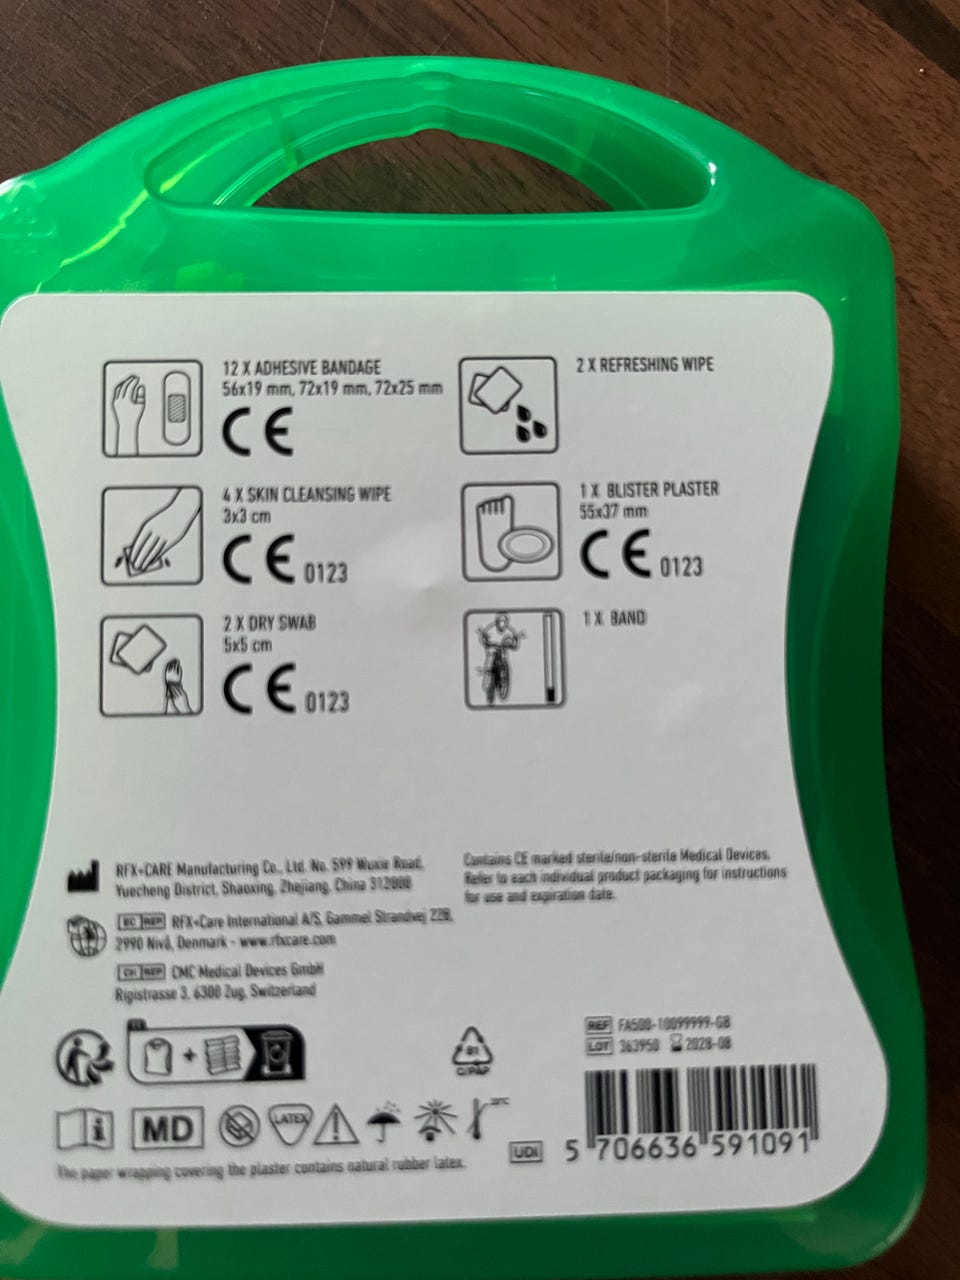 12 X ADHESIVE BANDAGE
56x19 mm, 72x19 mm, 72x25 mm
CE
4 X SKIN CLEANSING WIPE
3x3 cm
CE 0123
2 X DRY SWAB
5x5 cm
CE 0123
2 X REFRESHING WIPE
1 X BLISTER PLASTER
55x37 mm
CE 0123
1 X BAND
RFX+CARE Manufacturing Co., Ltd. No. 599 Wuxie Road,
Yuecheng District, Shaoxing, Zhejiang, China 312000
EC REP RFX+Care International A/S, Gammel Strandvej 228,
2990 Nivå, Denmark - www.rfxcare.com
CH REP CMC Medical Devices GmbH
Rigistrasse 3, 6300 Zug, Switzerland
Contains CE marked sterile/non-sterile Medical Devices.
Refer to each individual product packaging for instructions
for use and expiration date.
81
C/PAP
REF FA500-10099999-GB
LOT 363950 2028-08
MD
LATEX
UDI
5 706636 591091
The paper wrapping covering the plaster contains natural rubber latex.